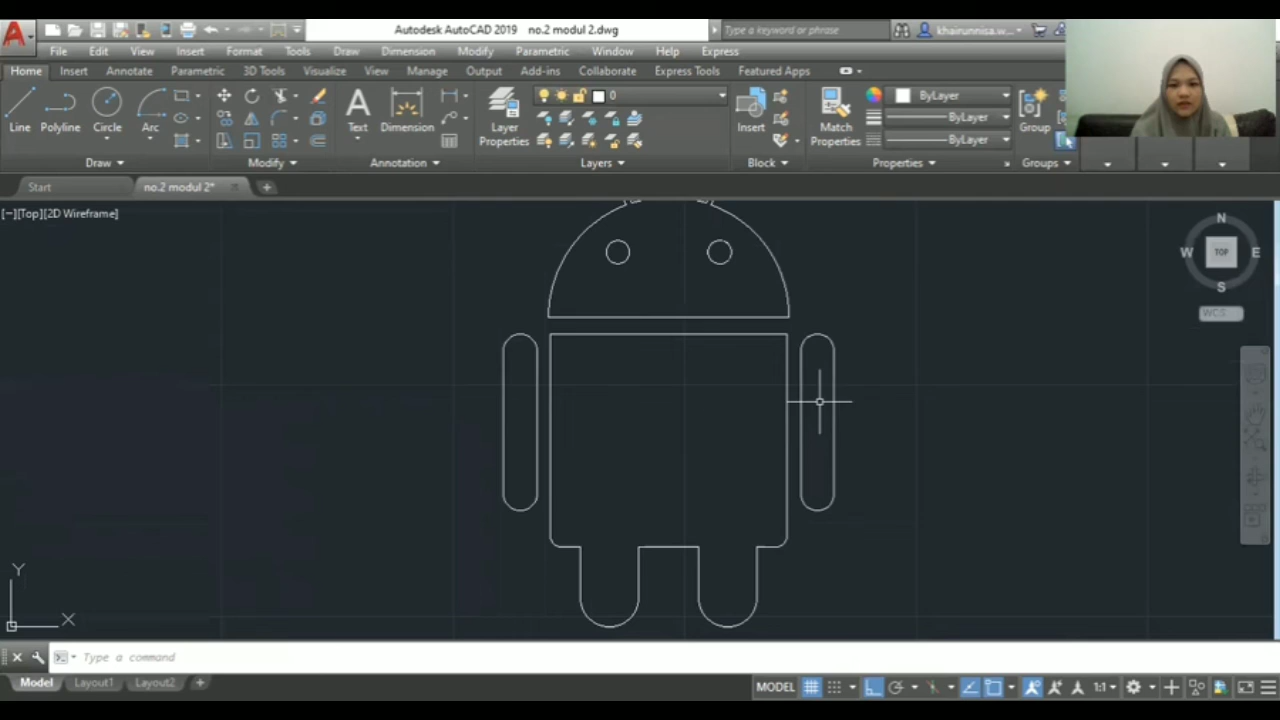 Autodesk AutoCAD 2019 no.2 modul 2.dwg
Type a keyword or phrase
khairunnisa.w...
File Edit View Insert Format Tools Draw Dimension Modify Parametric Window Help Express
Home Insert Annotate Parametric 3D Tools Visualize View Manage Output Add-ins Collaborate Express Tools Featured Apps
0
ByLayer
Line Polyline Circle Arc
Text Dimension
Layer Properties
Insert
Match Properties
ByLayer
ByLayer
Group
Draw Modify Annotation Layers Block Properties Groups
Start no.2 modul 2*
[−][Top][2D Wireframe]
N
W TOP E
S
WCS
Y
X
Type a command
Model Layout1 Layout2
MODEL 1:1